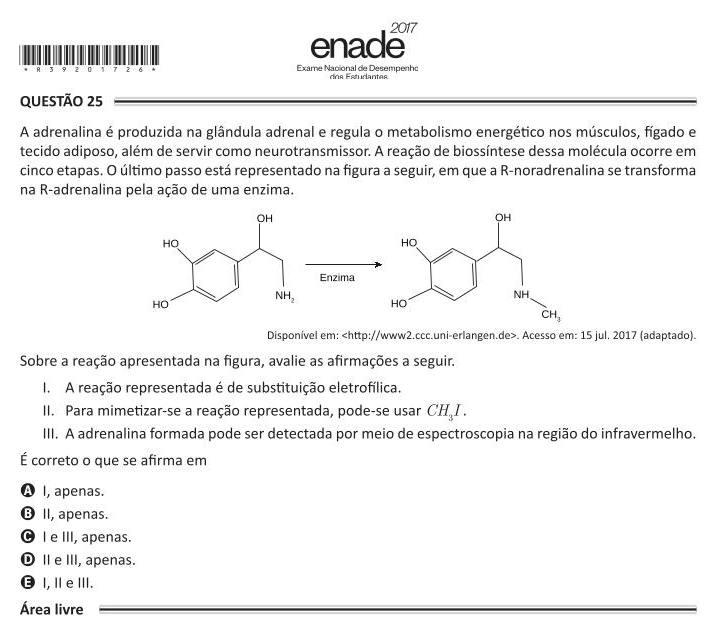 enade 2017
Exame Nacional de Desempenho
dos Estudantes
* R 3 9 2 0 1 7 2 6 *
QUESTÃO 25
A adrenalina é produzida na glândula adrenal e regula o metabolismo energético nos músculos, fígado e
tecido adiposo, além de servir como neurotransmissor. A reação de biossíntese dessa molécula ocorre em
cinco etapas. O último passo está representado na figura a seguir, em que a R-noradrenalina se transforma
na R-adrenalina pela ação de uma enzima.
OH
HO
HO
NH₂
Enzima
OH
HO
HO
NH
CH₃
Disponível em: <http://www2.ccc.uni-erlangen.de>. Acesso em: 15 jul. 2017 (adaptado).
Sobre a reação apresentada na figura, avalie as afirmações a seguir.
I. A reação representada é de substituição eletrofílica.
II. Para mimetizar-se a reação representada, pode-se usar CH₃I.
III. A adrenalina formada pode ser detectada por meio de espectroscopia na região do infravermelho.
É correto o que se afirma em
A I, apenas.
B II, apenas.
C I e III, apenas.
D II e III, apenas.
E I, II e III.
Área livre